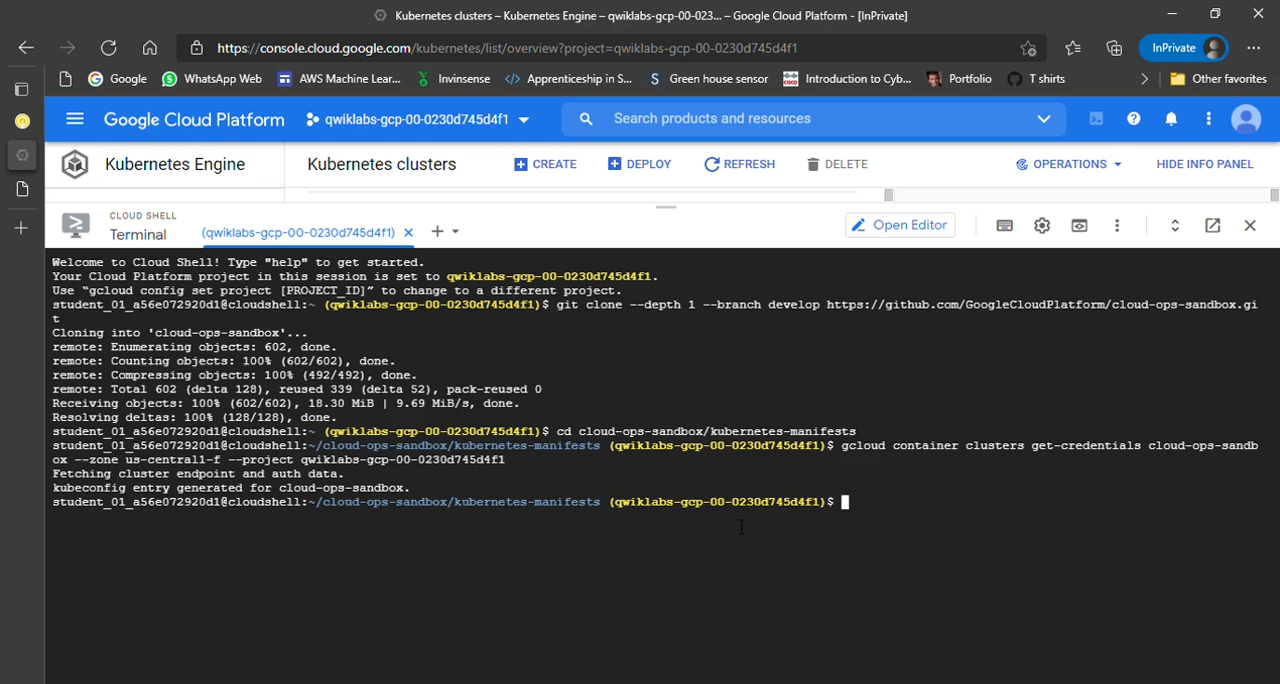 Kubernetes clusters – Kubernetes Engine – qwiklabs-gcp-00-023... – Google Cloud Platform - [InPrivate]
https://console.cloud.google.com/kubernetes/list/overview?project=qwiklabs-gcp-00-0230d745d4f1
InPrivate
Google
WhatsApp Web
AWS Machine Lear...
Invinsense
Apprenticeship in S...
Green house sensor
Introduction to Cyb...
Portfolio
T shirts
Other favorites
Google Cloud Platform
qwiklabs-gcp-00-0230d745d4f1
Search products and resources
Kubernetes Engine
Kubernetes clusters
CREATE
DEPLOY
REFRESH
DELETE
OPERATIONS
HIDE INFO PANEL
CLOUD SHELL
Terminal
(qwiklabs-gcp-00-0230d745d4f1)
Open Editor
Welcome to Cloud Shell! Type "help" to get started.
Your Cloud Platform project in this session is set to qwiklabs-gcp-00-0230d745d4f1.
Use “gcloud config set project [PROJECT_ID]” to change to a different project.
student_01_a56e072920d1@cloudshell:~ (qwiklabs-gcp-00-0230d745d4f1)$ git clone --depth 1 --branch develop https://github.com/GoogleCloudPlatform/cloud-ops-sandbox.gi
t
Cloning into 'cloud-ops-sandbox'...
remote: Enumerating objects: 602, done.
remote: Counting objects: 100% (602/602), done.
remote: Compressing objects: 100% (492/492), done.
remote: Total 602 (delta 128), reused 339 (delta 52), pack-reused 0
Receiving objects: 100% (602/602), 18.30 MiB | 9.69 MiB/s, done.
Resolving deltas: 100% (128/128), done.
student_01_a56e072920d1@cloudshell:~ (qwiklabs-gcp-00-0230d745d4f1)$ cd cloud-ops-sandbox/kubernetes-manifests
student_01_a56e072920d1@cloudshell:~/cloud-ops-sandbox/kubernetes-manifests (qwiklabs-gcp-00-0230d745d4f1)$ gcloud container clusters get-credentials cloud-ops-sandb
ox --zone us-central1-f --project qwiklabs-gcp-00-0230d745d4f1
Fetching cluster endpoint and auth data.
kubeconfig entry generated for cloud-ops-sandbox.
student_01_a56e072920d1@cloudshell:~/cloud-ops-sandbox/kubernetes-manifests (qwiklabs-gcp-00-0230d745d4f1)$